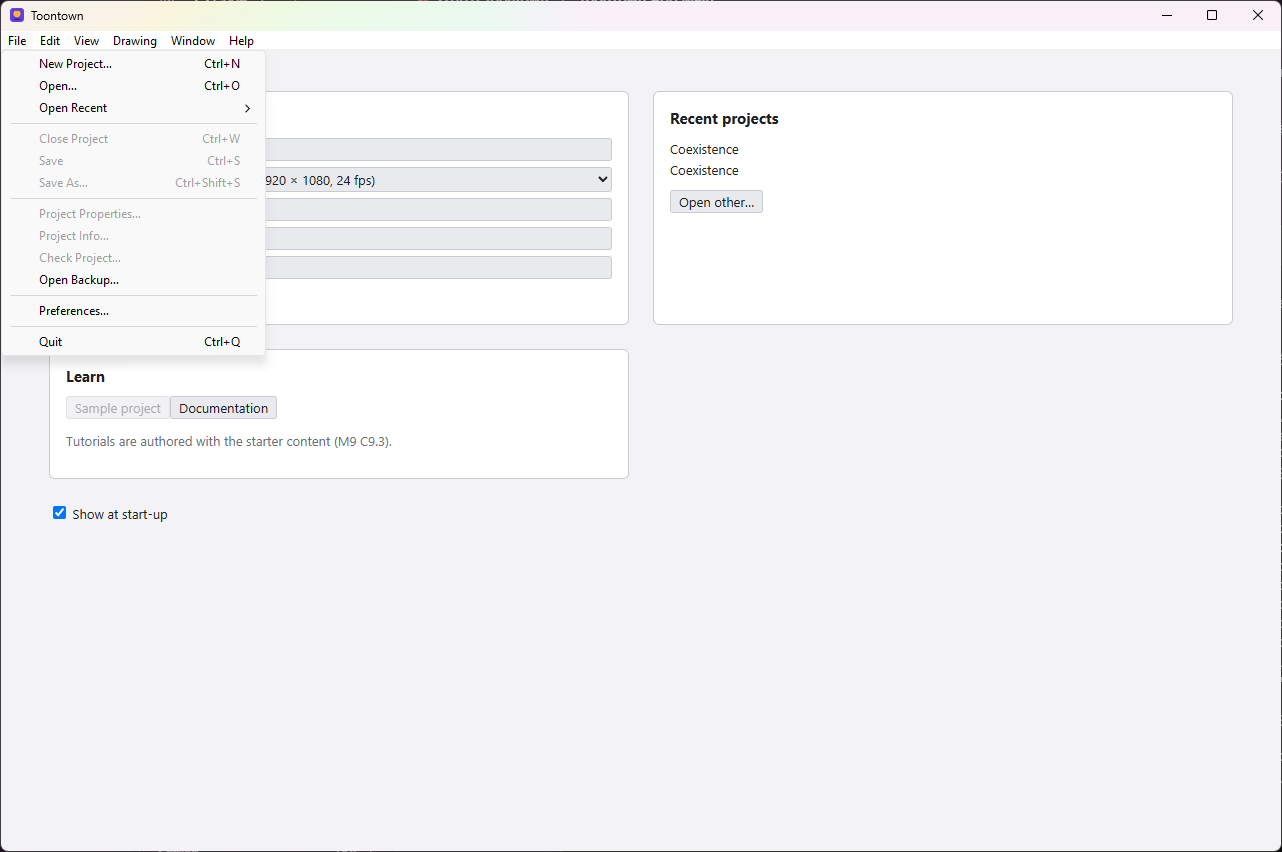 Toontown
File Edit View Drawing Window Help
New Project... Ctrl+N
Open... Ctrl+O
Open Recent
Close Project Ctrl+W
Save Ctrl+S
Save As... Ctrl+Shift+S
Project Properties...
Project Info...
Check Project...
Open Backup...
Preferences...
Quit Ctrl+Q
920 × 1080, 24 fps)
Recent projects
Coexistence
Coexistence
Open other...
Learn
Sample project Documentation
Tutorials are authored with the starter content (M9 C9.3).
Show at start-up